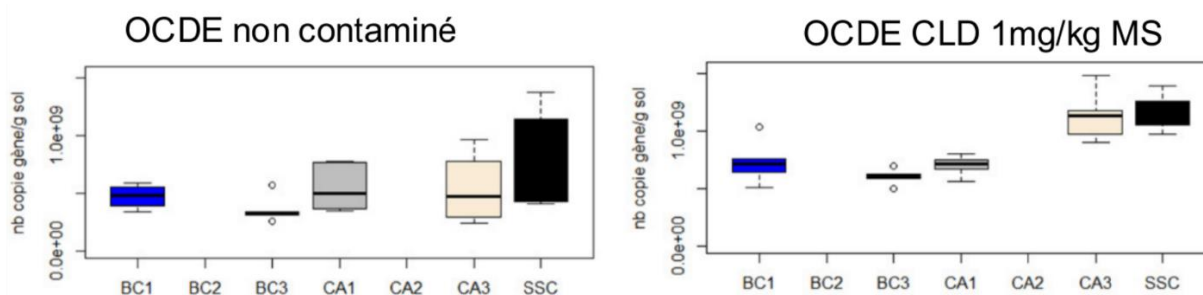 OCDE non contaminé
nb copie gène/g sol
1.0e+09
0.0e+00
BC1 BC2 BC3 CA1 CA2 CA3 SSC
OCDE CLD 1mg/kg MS
nb copie gène/g sol
1.0e+09
0.0e+00
BC1 BC2 BC3 CA1 CA2 CA3 SSC